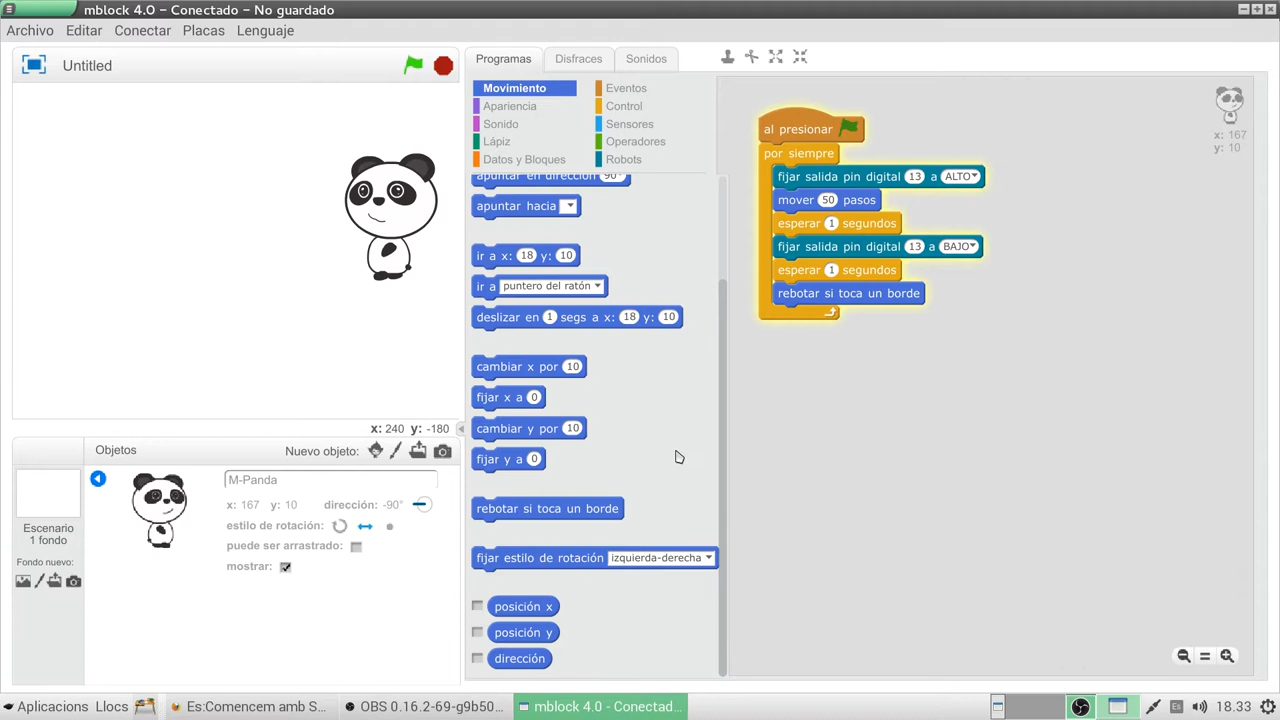 mblock 4.0 – Conectado – No guardado
Archivo Editar Conectar Placas Lenguaje
Untitled
x: 240 y: -180
Objetos Nuevo objeto:
M-Panda
x: 167 y: 10 dirección: -90°
estilo de rotación:
puede ser arrastrado:
mostrar:
Escenario
1 fondo
Fondo nuevo:
Programas Disfraces Sonidos
Movimiento Eventos
Apariencia Control
Sonido Sensores
Lápiz Operadores
Datos y Bloques Robots
apuntar en dirección 90°
apuntar hacia
ir a x: 18 y: 10
ir a puntero del ratón
deslizar en 1 segs a x: 18 y: 10
cambiar x por 10
fijar x a 0
cambiar y por 10
fijar y a 0
rebotar si toca un borde
fijar estilo de rotación izquierda-derecha
posición x
posición y
dirección
al presionar
por siempre
fijar salida pin digital 13 a ALTO
mover 50 pasos
esperar 1 segundos
fijar salida pin digital 13 a BAJO
esperar 1 segundos
rebotar si toca un borde
x: 167
y: 10
Aplicacions Llocs Es:Comencem amb S... OBS 0.16.2-69-g9b50... mblock 4.0 - Conectad... Es 18.33